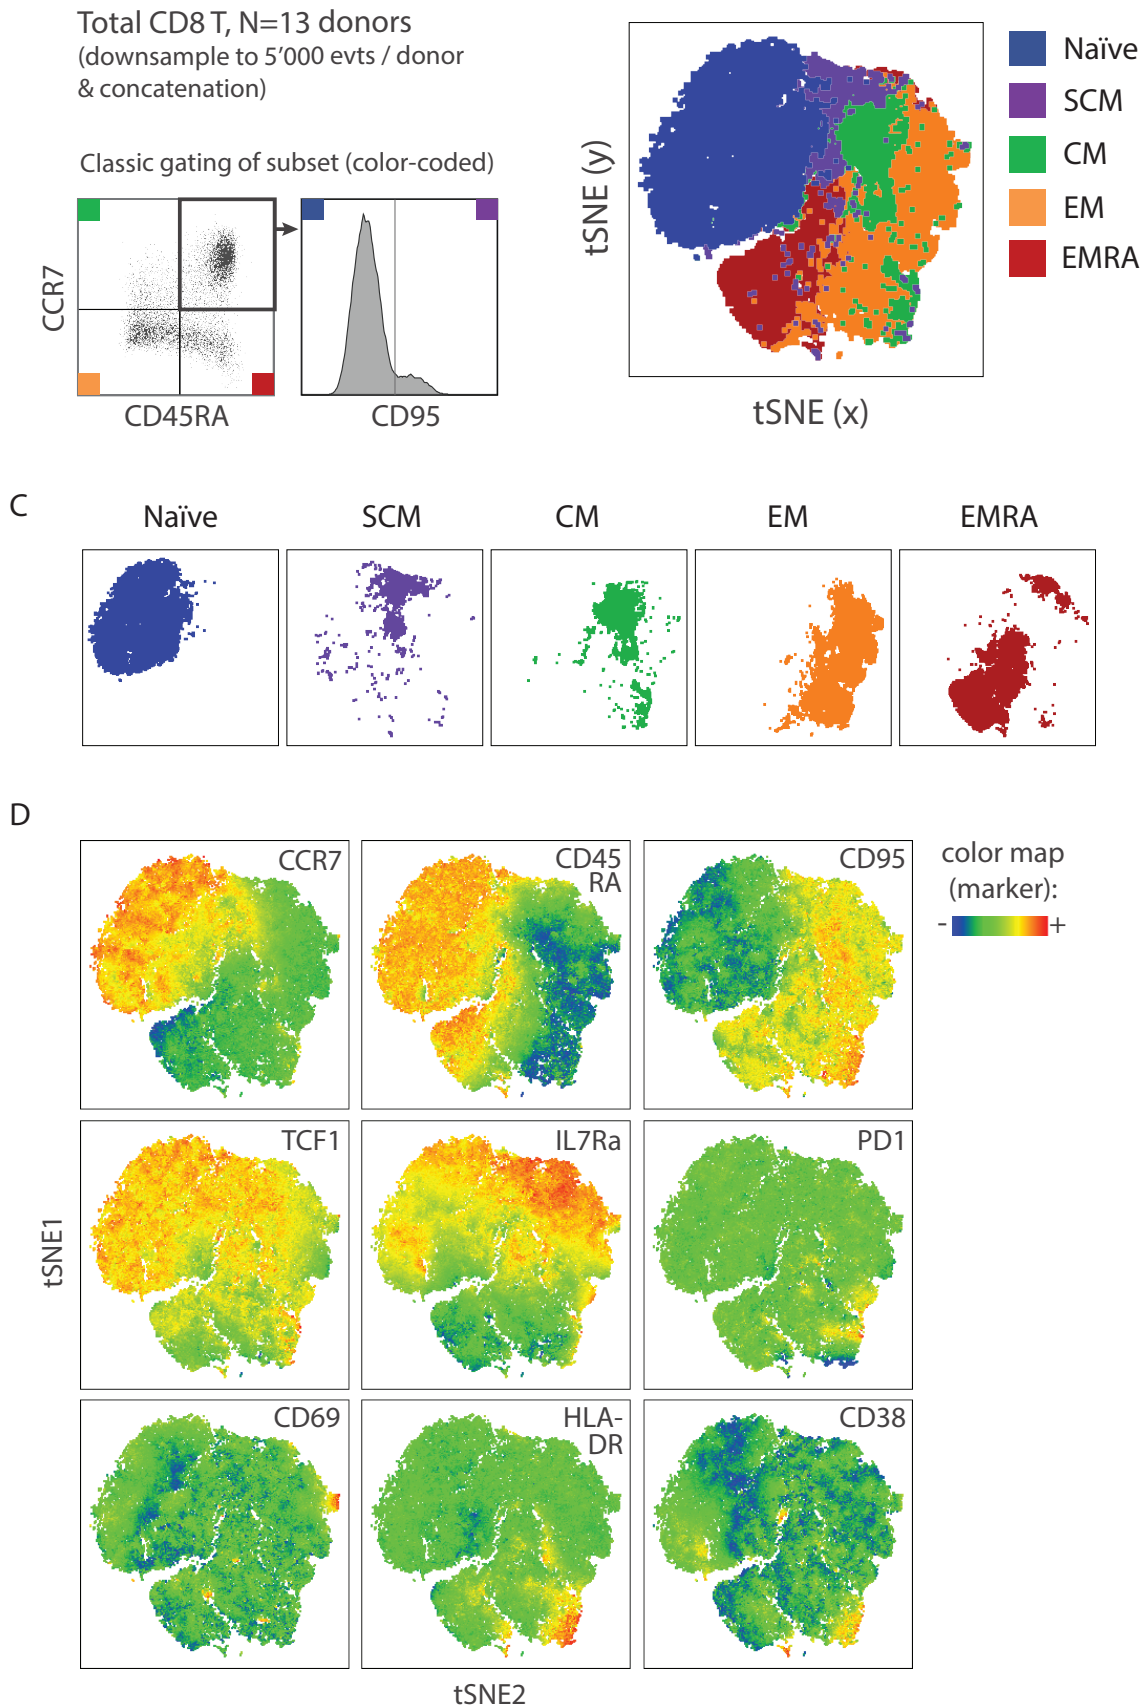 Total CD8 T, N=13 donors
(downsample to 5'000 evts / donor
& concatenation)
Classic gating of subset (color-coded)
CCR7
CD45RA
CD95
tSNE (y)
tSNE (x)
Naïve
SCM
CM
EM
EMRA
C
Naïve
SCM
CM
EM
EMRA
D
CCR7
CD45
RA
CD95
color map
(marker):
- +
TCF1
IL7Ra
PD1
tSNE1
CD69
HLA-
DR
CD38
tSNE2